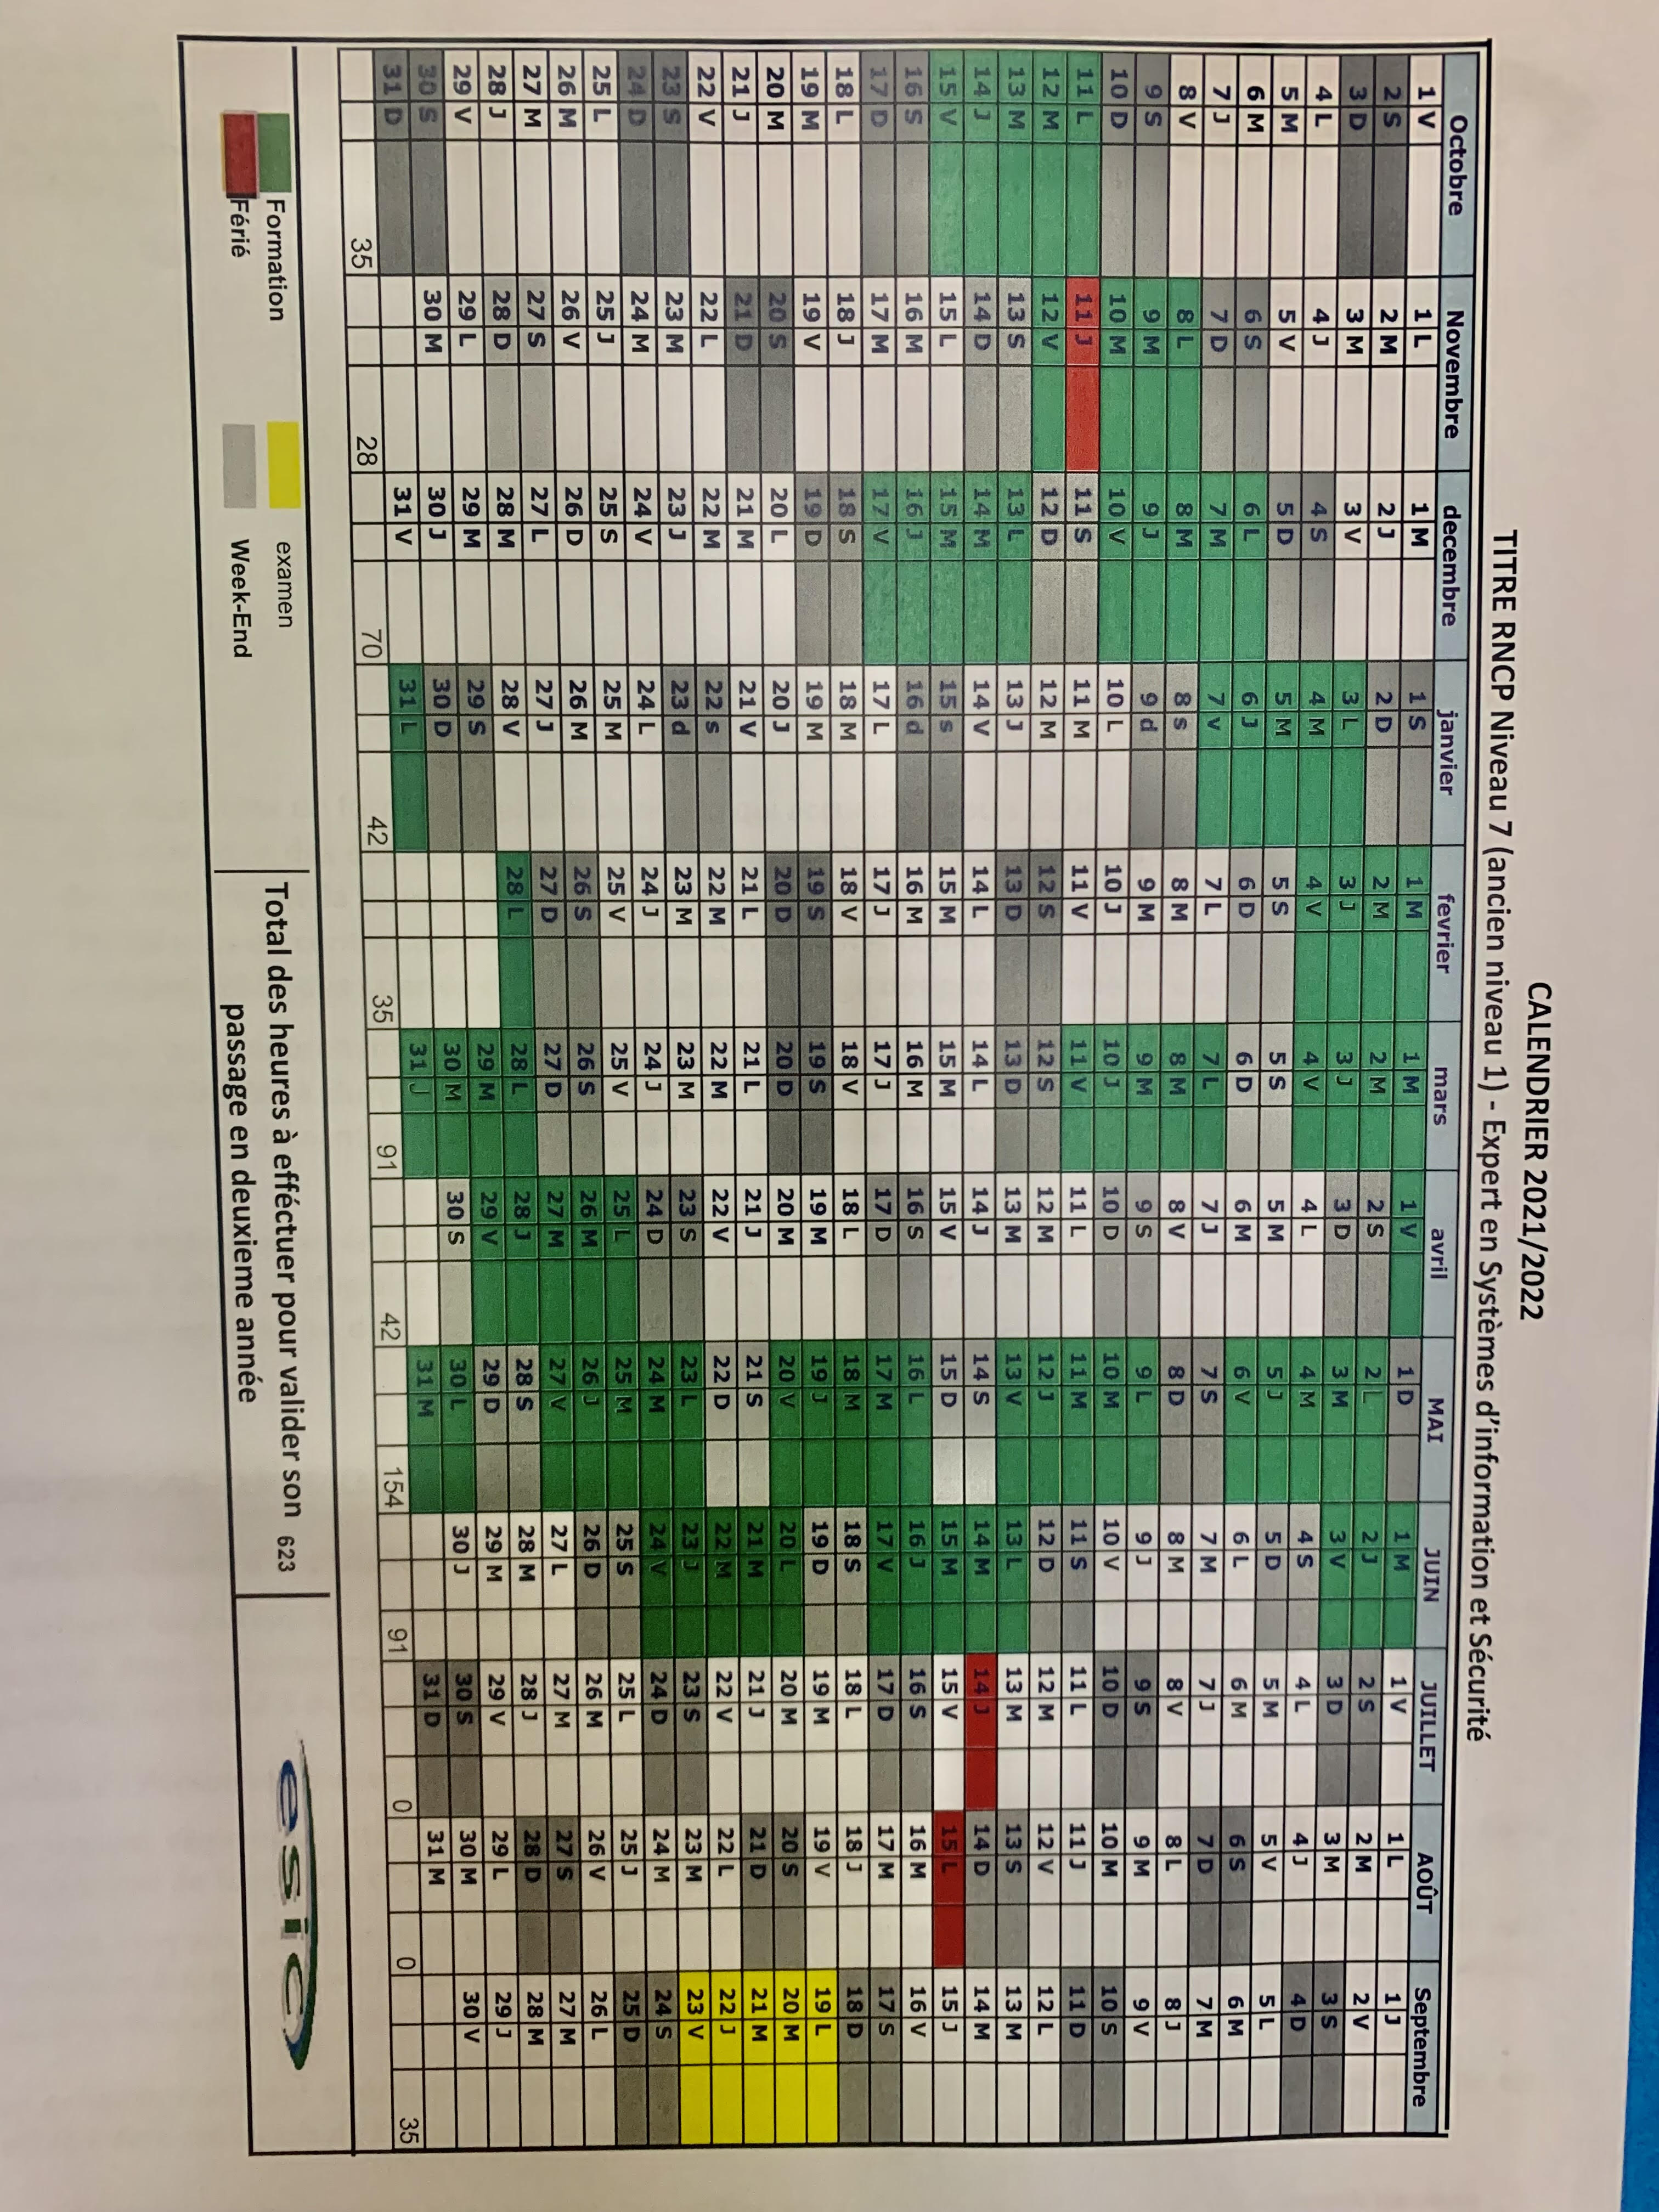 CALENDRIER 2021/2022
TITRE RNCP Niveau 7 (ancien niveau 1) - Expert en Systèmes d'information et Sécurité
Octobre Novembre decembre janvier fevrier mars avril MAI JUIN JUILLET AOÛT Septembre
1 V 1 L 1 M 1 S 1 M 1 M 1 V 1 D 1 M 1 V 1 L 1 J
2 S 2 M 2 J 2 D 2 M 2 M 2 S 2 L 2 J 2 S 2 M 2 V
3 D 3 M 3 V 3 L 3 J 3 J 3 D 3 M 3 V 3 D 3 M 3 S
4 L 4 J 4 S 4 M 4 V 4 V 4 L 4 M 4 S 4 L 4 J 4 D
5 M 5 V 5 D 5 M 5 S 5 S 5 M 5 J 5 D 5 M 5 V 5 L
6 M 6 S 6 L 6 J 6 D 6 D 6 M 6 V 6 L 6 M 6 S 6 M
7 J 7 D 7 M 7 v 7 L 7 L 7 J 7 S 7 M 7 J 7 D 7 M
8 V 8 L 8 M 8 s 8 M 8 M 8 V 8 D 8 M 8 V 8 L 8 J
9 S 9 M 9 J 9 d 9 M 9 M 9 S 9 L 9 J 9 S 9 M 9 V
10 D 10 M 10 V 10 L 10 J 10 J 10 D 10 M 10 V 10 D 10 M 10 S
11 L 11 J 11 S 11 M 11 V 11 V 11 L 11 M 11 S 11 L 11 J 11 D
12 M 12 V 12 D 12 M 12 S 12 S 12 M 12 J 12 D 12 M 12 V 12 L
13 M 13 S 13 L 13 J 13 D 13 D 13 M 13 V 13 L 13 M 13 S 13 M
14 J 14 D 14 M 14 V 14 L 14 L 14 J 14 S 14 M 14 J 14 D 14 M
15 V 15 L 15 M 15 s 15 M 15 M 15 V 15 D 15 M 15 V 15 L 15 J
16 S 16 M 16 J 16 d 16 M 16 M 16 S 16 L 16 J 16 S 16 M 16 V
17 D 17 M 17 V 17 L 17 J 17 J 17 D 17 M 17 V 17 D 17 M 17 S
18 L 18 J 18 S 18 M 18 V 18 V 18 L 18 M 18 S 18 L 18 J 18 D
19 M 19 V 19 D 19 M 19 S 19 S 19 M 19 J 19 D 19 M 19 V 19 L
20 M 20 S 20 L 20 J 20 D 20 D 20 M 20 V 20 L 20 M 20 S 20 M
21 J 21 D 21 M 21 V 21 L 21 L 21 J 21 S 21 M 21 J 21 D 21 M
22 V 22 L 22 M 22 s 22 M 22 M 22 V 22 D 22 M 22 V 22 L 22 J
23 S 23 M 23 J 23 d 23 M 23 M 23 S 23 L 23 J 23 S 23 M 23 V
24 D 24 M 24 V 24 L 24 J 24 J 24 D 24 M 24 V 24 D 24 M 24 S
25 L 25 J 25 S 25 M 25 V 25 V 25 L 25 M 25 S 25 L 25 J 25 D
26 M 26 V 26 D 26 M 26 S 26 S 26 M 26 J 26 D 26 M 26 V 26 L
27 M 27 S 27 L 27 J 27 D 27 D 27 M 27 V 27 L 27 M 27 S 27 M
28 J 28 D 28 M 28 V 28 L 28 L 28 J 28 S 28 M 28 J 28 D 28 M
29 V 29 L 29 M 29 S 29 M 29 V 29 D 29 M 29 V 29 L 29 J
30 S 30 M 30 J 30 D 30 M 30 S 30 L 30 J 30 S 30 M 30 V
31 D 31 V 31 L 31 J 31 M 31 D 31 M
35 28 70 42 35 91 42 154 91 0 0 35
Formation examen
Férié Week-End
Total des heures à efféctuer pour valider son 623
passage en deuxieme année
esic